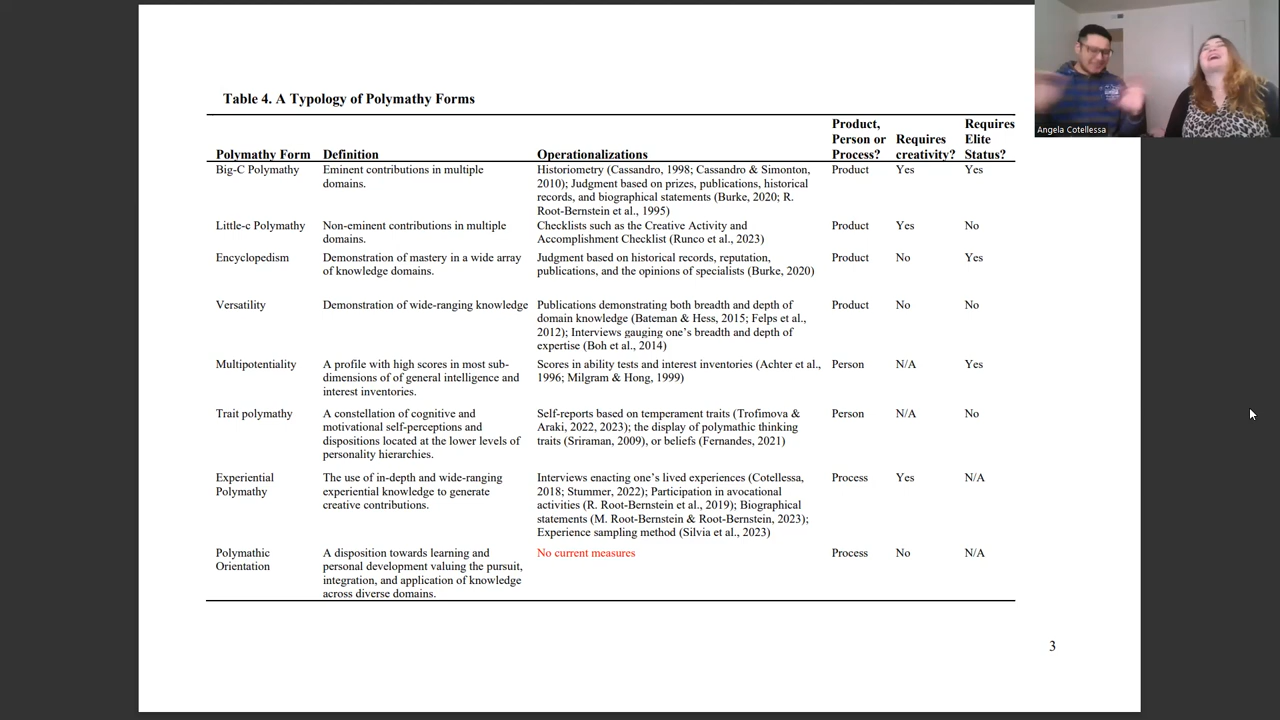 Table 4. A Typology of Polymathy Forms
Polymathy Form Definition Operationalizations Product, Person or Process? Requires creativity? Requires Elite Status?
Big-C Polymathy Eminent contributions in multiple Historiometry (Cassandro, 1998; Cassandro & Simonton, Product Yes Yes
domains. 2010); Judgment based on prizes, publications, historical
records, and biographical statements (Burke, 2020; R.
Root-Bernstein et al., 1995)
Little-c Polymathy Non-eminent contributions in multiple Checklists such as the Creative Activity and Product Yes No
domains. Accomplishment Checklist (Runco et al., 2023)
Encyclopedism Demonstration of mastery in a wide array Judgment based on historical records, reputation, Product No Yes
of knowledge domains. publications, and the opinions of specialists (Burke, 2020)
Versatility Demonstration of wide-ranging knowledge Publications demonstrating both breadth and depth of Product No No
domain knowledge (Bateman & Hess, 2015; Felps et al.,
2012); Interviews gauging one’s breadth and depth of
expertise (Boh et al., 2014)
Multipotentiality A profile with high scores in most sub- Scores in ability tests and interest inventories (Achter et al., Person N/A Yes
dimensions of of general intelligence and 1996; Milgram & Hong, 1999)
interest inventories.
Trait polymathy A constellation of cognitive and Self-reports based on temperament traits (Trofimova & Person N/A No
motivational self-perceptions and Araki, 2022, 2023); the display of polymathic thinking
dispositions located at the lower levels of traits (Sriraman, 2009), or beliefs (Fernandes, 2021)
personality hierarchies.
Experiential The use of in-depth and wide-ranging Interviews enacting one’s lived experiences (Cotellessa, Process Yes N/A
Polymathy experiential knowledge to generate 2018; Stummer, 2022); Participation in avocational
creative contributions. activities (R. Root-Bernstein et al., 2019); Biographical
statements (M. Root-Bernstein & Root-Bernstein, 2023);
Experience sampling method (Silvia et al., 2023)
Polymathic A disposition towards learning and No current measures Process No N/A
Orientation personal development valuing the pursuit,
integration, and application of knowledge
across diverse domains.
3
Angela Cotellessa